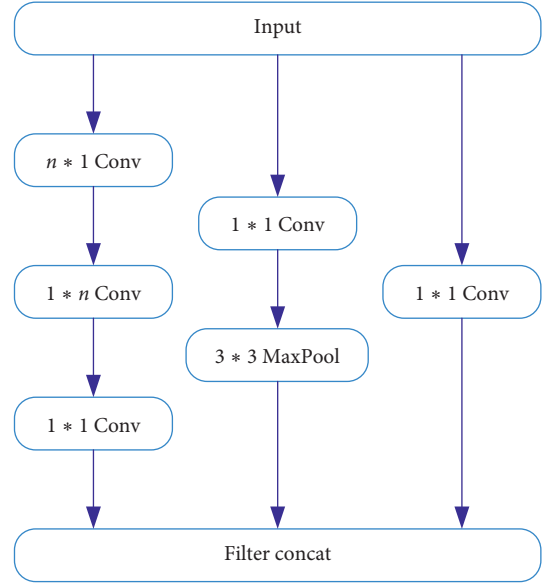 Input
n * 1 Conv
1 * n Conv
1 * 1 Conv
1 * 1 Conv
3 * 3 MaxPool
1 * 1 Conv
Filter concat